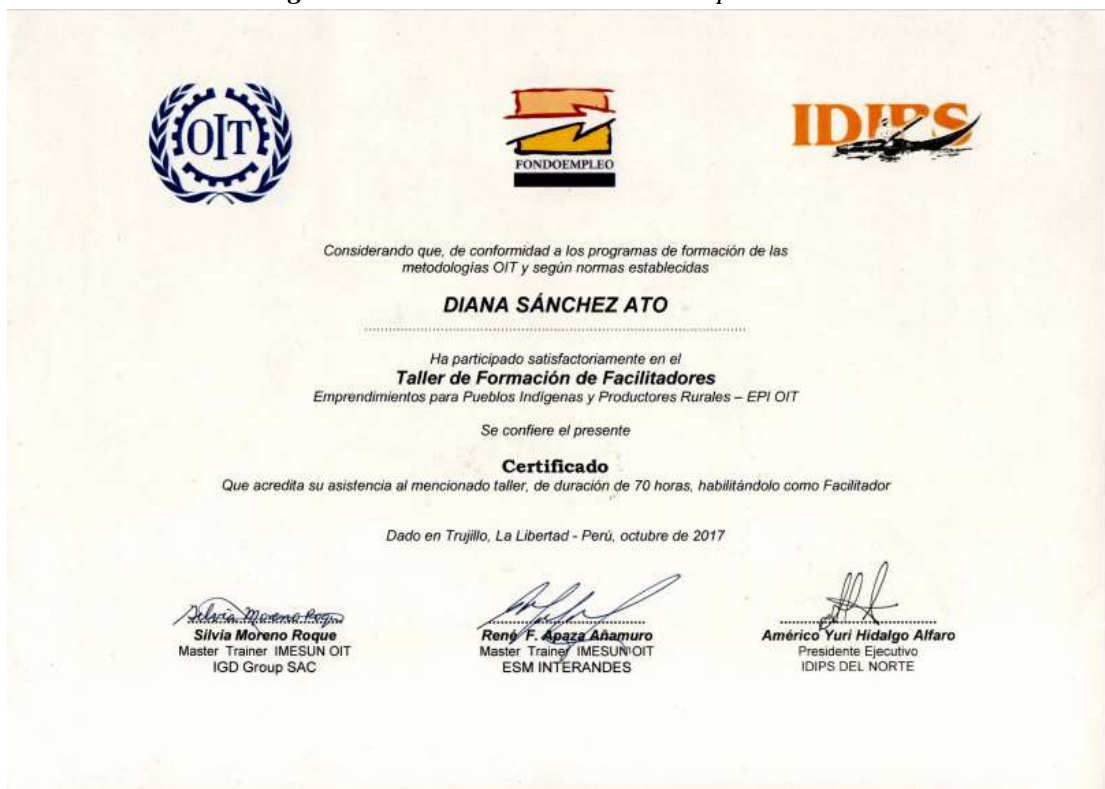 OIT
FONDOEMPLEO
IDIPS
Considerando que, de conformidad a los programas de formación de las
metodologías OIT y según normas establecidas
DIANA SÁNCHEZ ATO
Ha participado satisfactoriamente en el
Taller de Formación de Facilitadores
Emprendimientos para Pueblos Indígenas y Productores Rurales – EPI OIT
Se confiere el presente
Certificado
Que acredita su asistencia al mencionado taller, de duración de 70 horas, habilitándolo como Facilitador
Dado en Trujillo, La Libertad - Perú, octubre de 2017
Silvia Moreno Roque
Silvia Moreno Roque
Master Trainer IMESUN OIT
IGD Group SAC
René F. Apaza Añamuro
Master Trainer IMESUN OIT
ESM INTERANDES
Américo Yuri Hidalgo Alfaro
Presidente Ejecutivo
IDIPS DEL NORTE